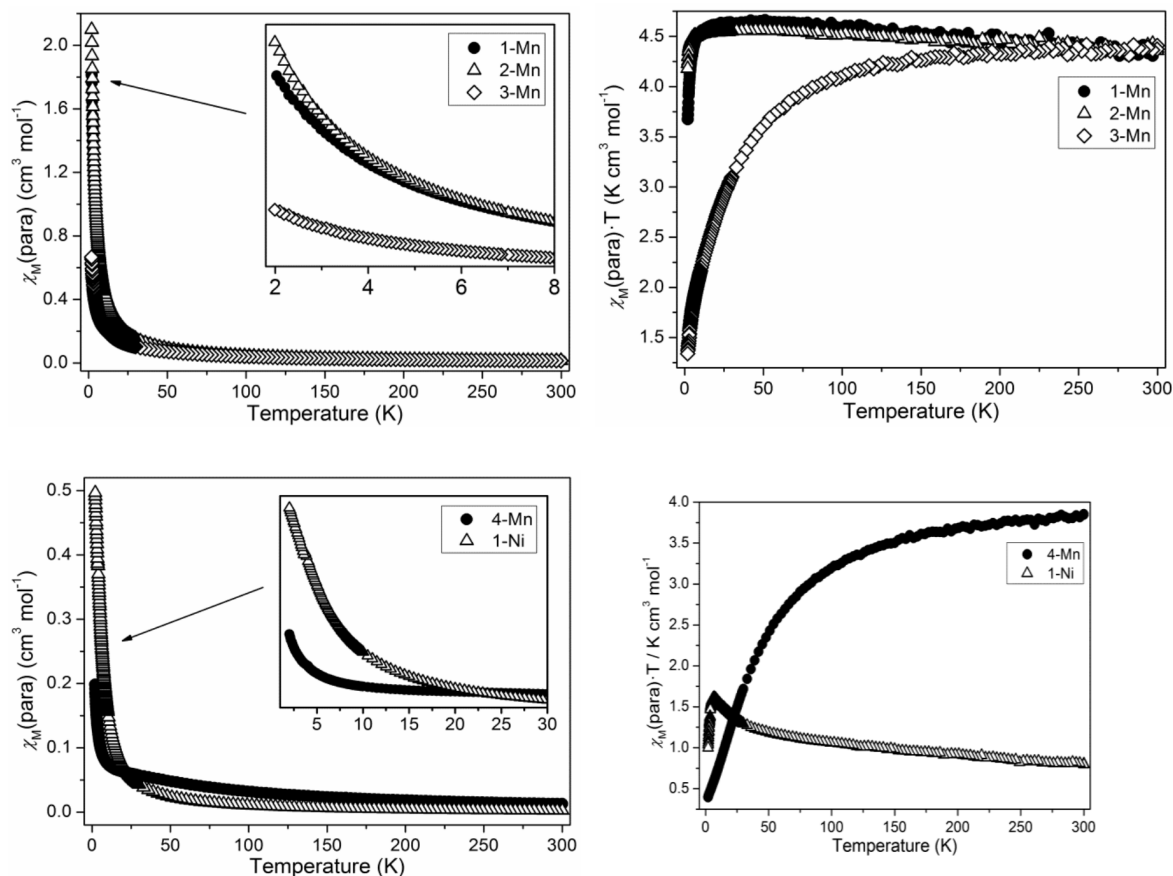 2.0
1.6
1.2
0.8
0.4
0.0
χM(para) (cm³ mol⁻¹)
1-Mn
2-Mn
3-Mn
2 4 6 8
0 50 100 150 200 250 300
Temperature (K)
4.5
4.0
3.5
3.0
2.5
2.0
1.5
χM(para)·T (K cm³ mol⁻¹)
1-Mn
2-Mn
3-Mn
0 50 100 150 200 250 300
Temperature (K)
0.5
0.4
0.3
0.2
0.1
0.0
χM(para) (cm³ mol⁻¹)
4-Mn
1-Ni
5 10 15 20 25 30
0 50 100 150 200 250 300
Temperature (K)
4.0
3.5
3.0
2.5
2.0
1.5
1.0
0.5
χM(para)·T / K cm³ mol⁻¹
4-Mn
1-Ni
0 50 100 150 200 250 300
Temperature (K)